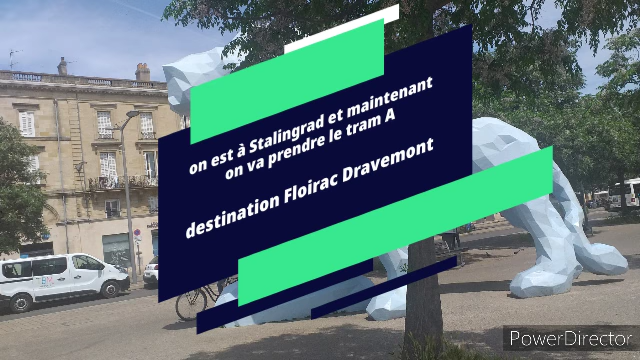 on est à Stalingrad et maintenant
on va prendre le tram A
destination Floirac Dravemont
PowerDirector